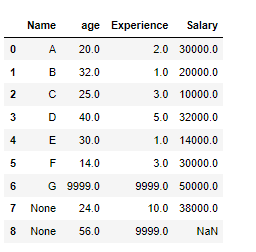 Name age Experience Salary
0 A 20.0 2.0 30000.0
1 B 32.0 1.0 20000.0
2 C 25.0 3.0 10000.0
3 D 40.0 5.0 32000.0
4 E 30.0 1.0 14000.0
5 F 14.0 3.0 30000.0
6 G 9999.0 9999.0 50000.0
7 None 24.0 10.0 38000.0
8 None 56.0 9999.0 NaN